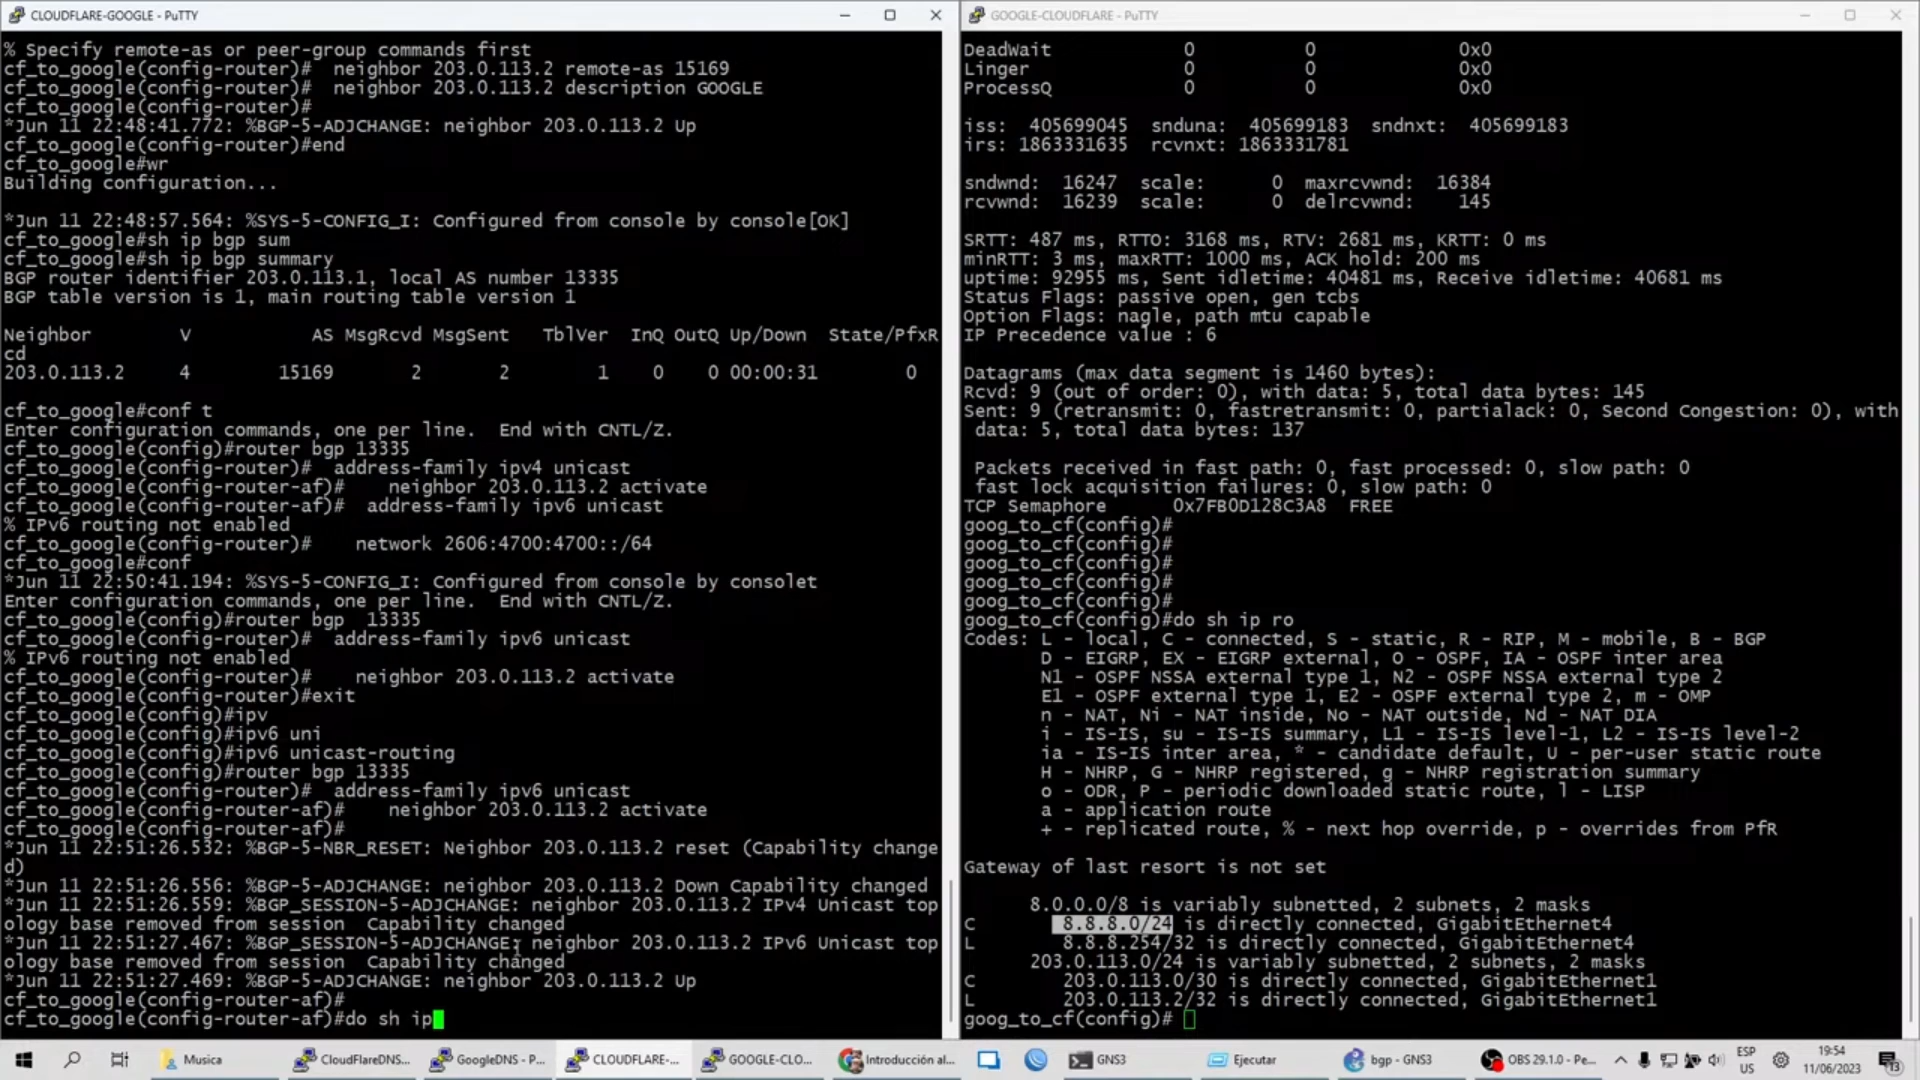 CLOUDFLARE-GOOGLE - PuTTY
% Specify remote-as or peer-group commands first
cf_to_google(config-router)#  neighbor 203.0.113.2 remote-as 15169
cf_to_google(config-router)#  neighbor 203.0.113.2 description GOOGLE
cf_to_google(config-router)#
*Jun 11 22:48:41.772: %BGP-5-ADJCHANGE: neighbor 203.0.113.2 Up
cf_to_google(config-router)#end
cf_to_google#wr
Building configuration...
*Jun 11 22:48:57.564: %SYS-5-CONFIG_I: Configured from console by console[OK]
cf_to_google#sh ip bgp sum
cf_to_google#sh ip bgp summary
BGP router identifier 203.0.113.1, local AS number 13335
BGP table version is 1, main routing table version 1
Neighbor        V           AS MsgRcvd MsgSent   TblVer  InQ OutQ Up/Down  State/PfxR
cd
203.0.113.2     4        15169       2       2        1    0    0 00:00:31        0
cf_to_google#conf t
Enter configuration commands, one per line.  End with CNTL/Z.
cf_to_google(config)#router bgp 13335
cf_to_google(config-router)#  address-family ipv4 unicast
cf_to_google(config-router-af)#    neighbor 203.0.113.2 activate
cf_to_google(config-router-af)#  address-family ipv6 unicast
% IPv6 routing not enabled
cf_to_google(config-router)#    network 2606:4700:4700::/64
cf_to_google#conf
*Jun 11 22:50:41.194: %SYS-5-CONFIG_I: Configured from console by consolet
Enter configuration commands, one per line.  End with CNTL/Z.
cf_to_google(config)#router bgp  13335
cf_to_google(config-router)#  address-family ipv6 unicast
% IPv6 routing not enabled
cf_to_google(config-router)#    neighbor 203.0.113.2 activate
cf_to_google(config-router)#exit
cf_to_google(config)#ipv
cf_to_google(config)#ipv6 uni
cf_to_google(config)#ipv6 unicast-routing
cf_to_google(config)#router bgp 13335
cf_to_google(config-router)#  address-family ipv6 unicast
cf_to_google(config-router-af)#    neighbor 203.0.113.2 activate
cf_to_google(config-router-af)#
*Jun 11 22:51:26.532: %BGP-5-NBR_RESET: Neighbor 203.0.113.2 reset (Capability change
d)
*Jun 11 22:51:26.556: %BGP-5-ADJCHANGE: neighbor 203.0.113.2 Down Capability changed
*Jun 11 22:51:26.559: %BGP_SESSION-5-ADJCHANGE: neighbor 203.0.113.2 IPv4 Unicast top
ology base removed from session  Capability changed
*Jun 11 22:51:27.467: %BGP_SESSION-5-ADJCHANGE: neighbor 203.0.113.2 IPv6 Unicast top
ology base removed from session  Capability changed
*Jun 11 22:51:27.469: %BGP-5-ADJCHANGE: neighbor 203.0.113.2 Up
cf_to_google(config-router-af)#
cf_to_google(config-router-af)#do sh ip
GOOGLE-CLOUDFLARE - PuTTY
DeadWait            0          0             0x0
Linger              0          0             0x0
ProcessQ            0          0             0x0
iss:  405699045  snduna:  405699183  sndnxt:  405699183
irs: 1863331635  rcvnxt: 1863331781
sndwnd:  16247  scale:      0  maxrcvwnd:  16384
rcvwnd:  16239  scale:      0  delrcvwnd:    145
SRTT: 487 ms, RTTO: 3168 ms, RTV: 2681 ms, KRTT: 0 ms
minRTT: 3 ms, maxRTT: 1000 ms, ACK hold: 200 ms
uptime: 92955 ms, Sent idletime: 40481 ms, Receive idletime: 40681 ms
Status Flags: passive open, gen tcbs
Option Flags: nagle, path mtu capable
IP Precedence value : 6
Datagrams (max data segment is 1460 bytes):
Rcvd: 9 (out of order: 0), with data: 5, total data bytes: 145
Sent: 9 (retransmit: 0, fastretransmit: 0, partialack: 0, Second Congestion: 0), with
data: 5, total data bytes: 137
Packets received in fast path: 0, fast processed: 0, slow path: 0
fast lock acquisition failures: 0, slow path: 0
TCP Semaphore      0x7FB0D128C3A8  FREE
goog_to_cf(config)#
goog_to_cf(config)#
goog_to_cf(config)#
goog_to_cf(config)#
goog_to_cf(config)#
goog_to_cf(config)#do sh ip ro
Codes: L - local, C - connected, S - static, R - RIP, M - mobile, B - BGP
D - EIGRP, EX - EIGRP external, O - OSPF, IA - OSPF inter area
N1 - OSPF NSSA external type 1, N2 - OSPF NSSA external type 2
E1 - OSPF external type 1, E2 - OSPF external type 2, m - OMP
n - NAT, Ni - NAT inside, No - NAT outside, Nd - NAT DIA
i - IS-IS, su - IS-IS summary, L1 - IS-IS level-1, L2 - IS-IS level-2
ia - IS-IS inter area, * - candidate default, U - per-user static route
H - NHRP, G - NHRP registered, g - NHRP registration summary
o - ODR, P - periodic downloaded static route, l - LISP
a - application route
+ - replicated route, % - next hop override, p - overrides from PfR
Gateway of last resort is not set
8.0.0.0/8 is variably subnetted, 2 subnets, 2 masks
C        8.8.8.0/24 is directly connected, GigabitEthernet4
L        8.8.8.254/32 is directly connected, GigabitEthernet4
203.0.113.0/24 is variably subnetted, 2 subnets, 2 masks
C        203.0.113.0/30 is directly connected, GigabitEthernet1
L        203.0.113.2/32 is directly connected, GigabitEthernet1
goog_to_cf(config)#
Musica
CloudFlareDNS...
GoogleDNS - P...
CLOUDFLARE-...
GOOGLE-CLO...
Introducción al...
GNS3
Ejecutar
bgp - GNS3
OBS 29.1.0 - Pe...
ESP
US
19:54
11/06/2023
13